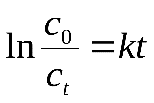 ln c₀/cₜ = kt